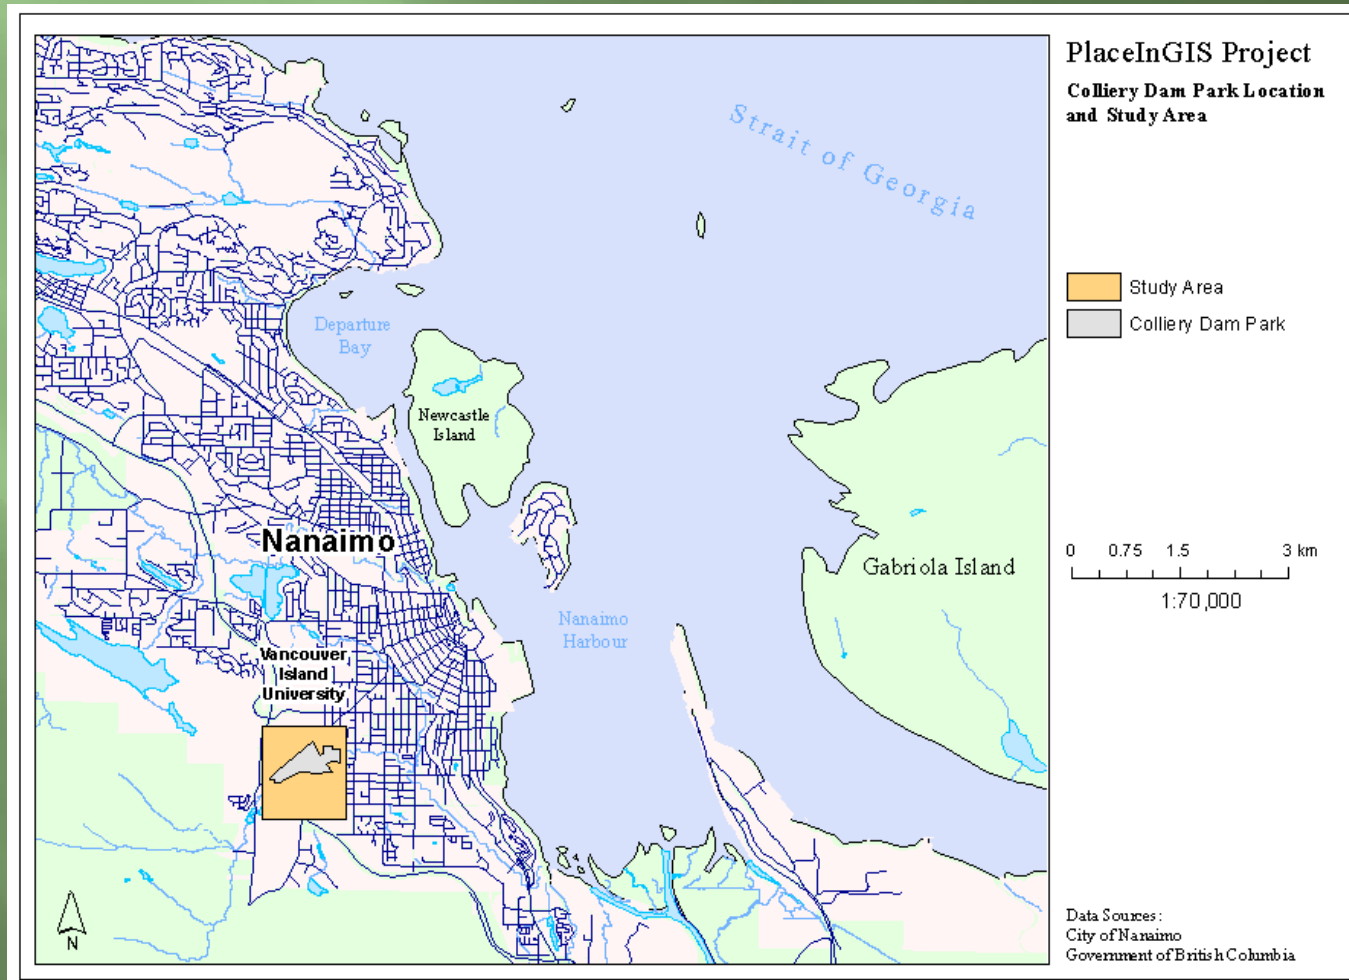 PlaceInGIS Project
Colliery Dam Park Location
and Study Area
Strait of Georgia
Study Area
Colliery Dam Park
Departure
Bay
Newcastle
Island
Nanaimo
Gabriola Island
0 0.75 1.5 3 km
1:70,000
Nanaimo
Harbour
Vancouver
Island
University
N
Data Sources:
City of Nanaimo
Government of British Columbia